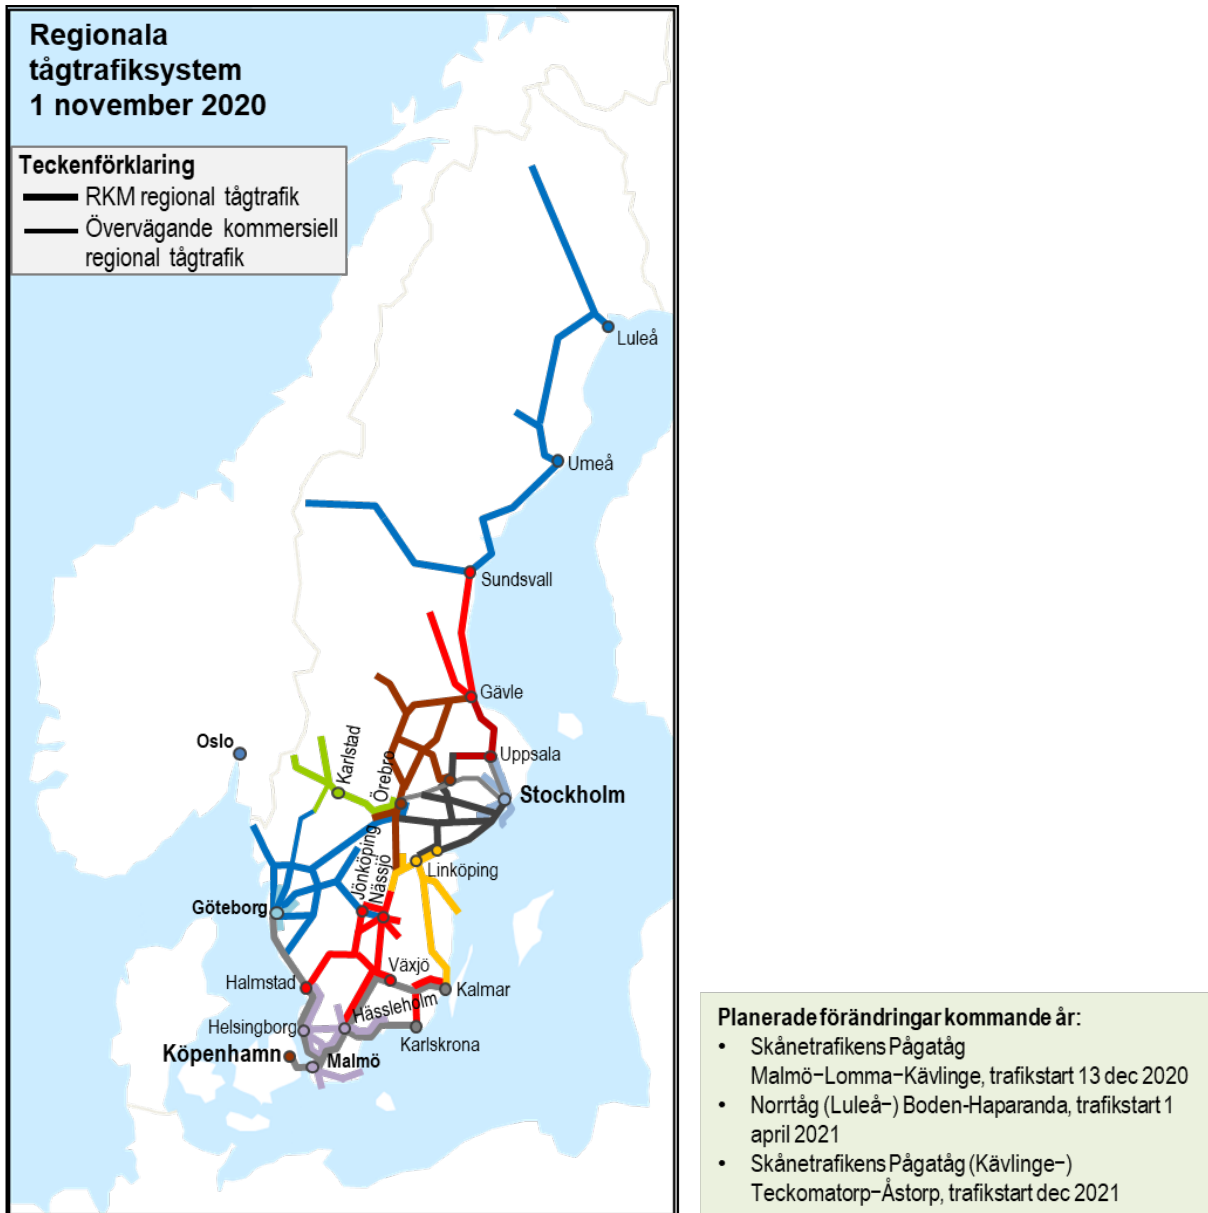 Regionala
tågtrafiksystem
1 november 2020
Teckenförklaring
RKM regional tågtrafik
Övervägande kommersiell
regional tågtrafik
Luleå
Umeå
Sundsvall
Gävle
Oslo
Karlstad
Örebro
Uppsala
Stockholm
Jönköping
Nässjö
Linköping
Göteborg
Växjö
Halmstad
Kalmar
Hässleholm
Helsingborg
Karlskrona
Köpenhamn
Malmö
Planerade förändringar kommande år:
• Skånetrafikens Pågatåg
Malmö–Lomma–Kävlinge, trafikstart 13 dec 2020
• Norrtåg (Luleå–) Boden-Haparanda, trafikstart 1
april 2021
• Skånetrafikens Pågatåg (Kävlinge–)
Teckomatorp–Åstorp, trafikstart dec 2021